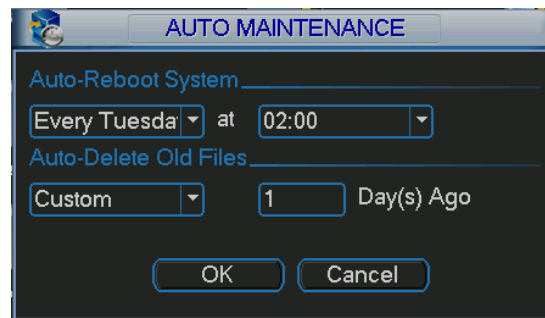 AUTO MAINTENANCE
Auto-Reboot System
Every Tuesda at 02:00
Auto-Delete Old Files
Custom 1 Day(s) Ago
OK Cancel